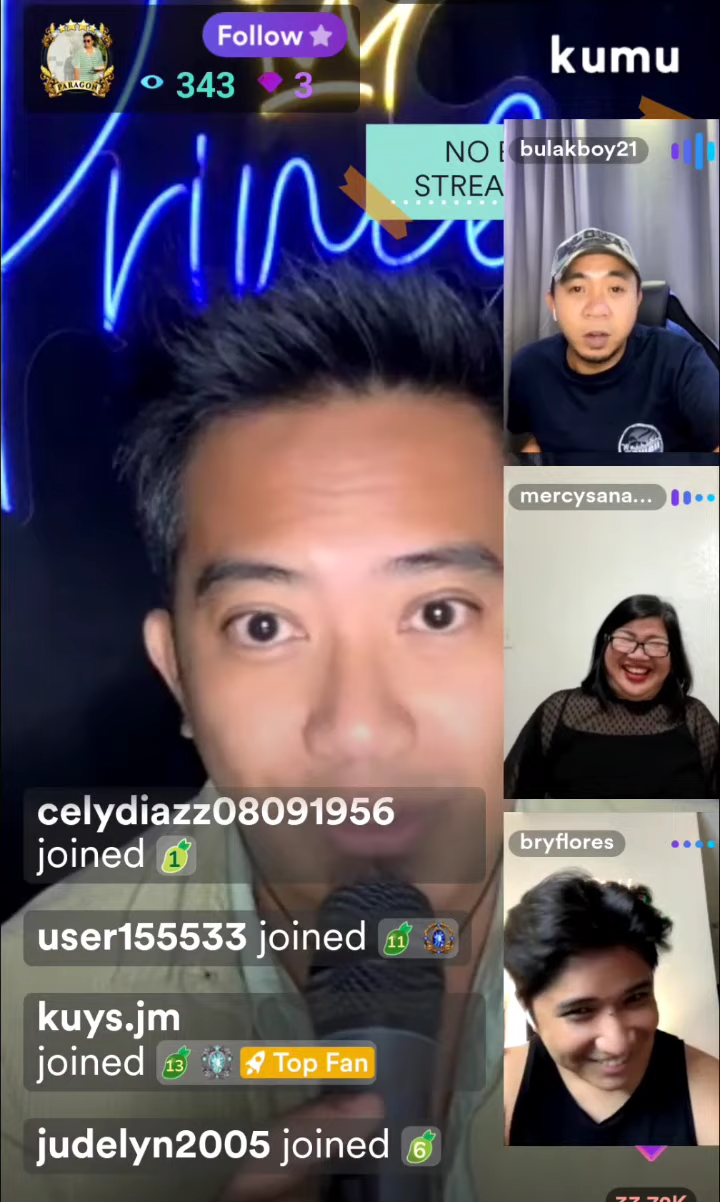 Follow
PARAGON
343
3
kumu
Prince
NO
STREA
bulakboy21
mercysana...
bryflores
celydiazz08091956
joined 1
user155533 joined 11
kuys.jm
joined 13 Top Fan
judelyn2005 joined 6